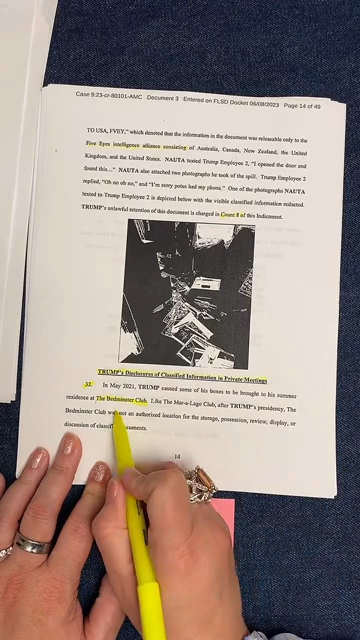 Case 9:23-cr-80101-AMC Document 3 Entered on FLSD Docket 06/08/2023 Page 14 of 49
TO USA, FVEY," which denoted that the information in the document was releasable only to the
Five Eyes intelligence alliance consisting of Australia, Canada, New Zealand, the United
Kingdom, and the United States. NAUTA texted Trump Employee 2, "I opened the door and
found this..." NAUTA also attached two photographs he took of the spill. Trump Employee 2
replied, "Oh no oh no," and "I'm sorry potus had my phone." One of the photographs NAUTA
texted to Trump Employee 2 is depicted below with the visible classified information redacted.
TRUMP's unlawful retention of this document is charged in Count 8 of this Indictment.
TRUMP's Disclosures of Classified Information in Private Meetings
32. In May 2021, TRUMP caused some of his boxes to be brought to his summer
residence at The Bedminster Club. Like The Mar-a-Lago Club, after TRUMP's presidency, The
Bedminster Club was not an authorized location for the storage, possession, review, display, or
discussion of classified documents.
14